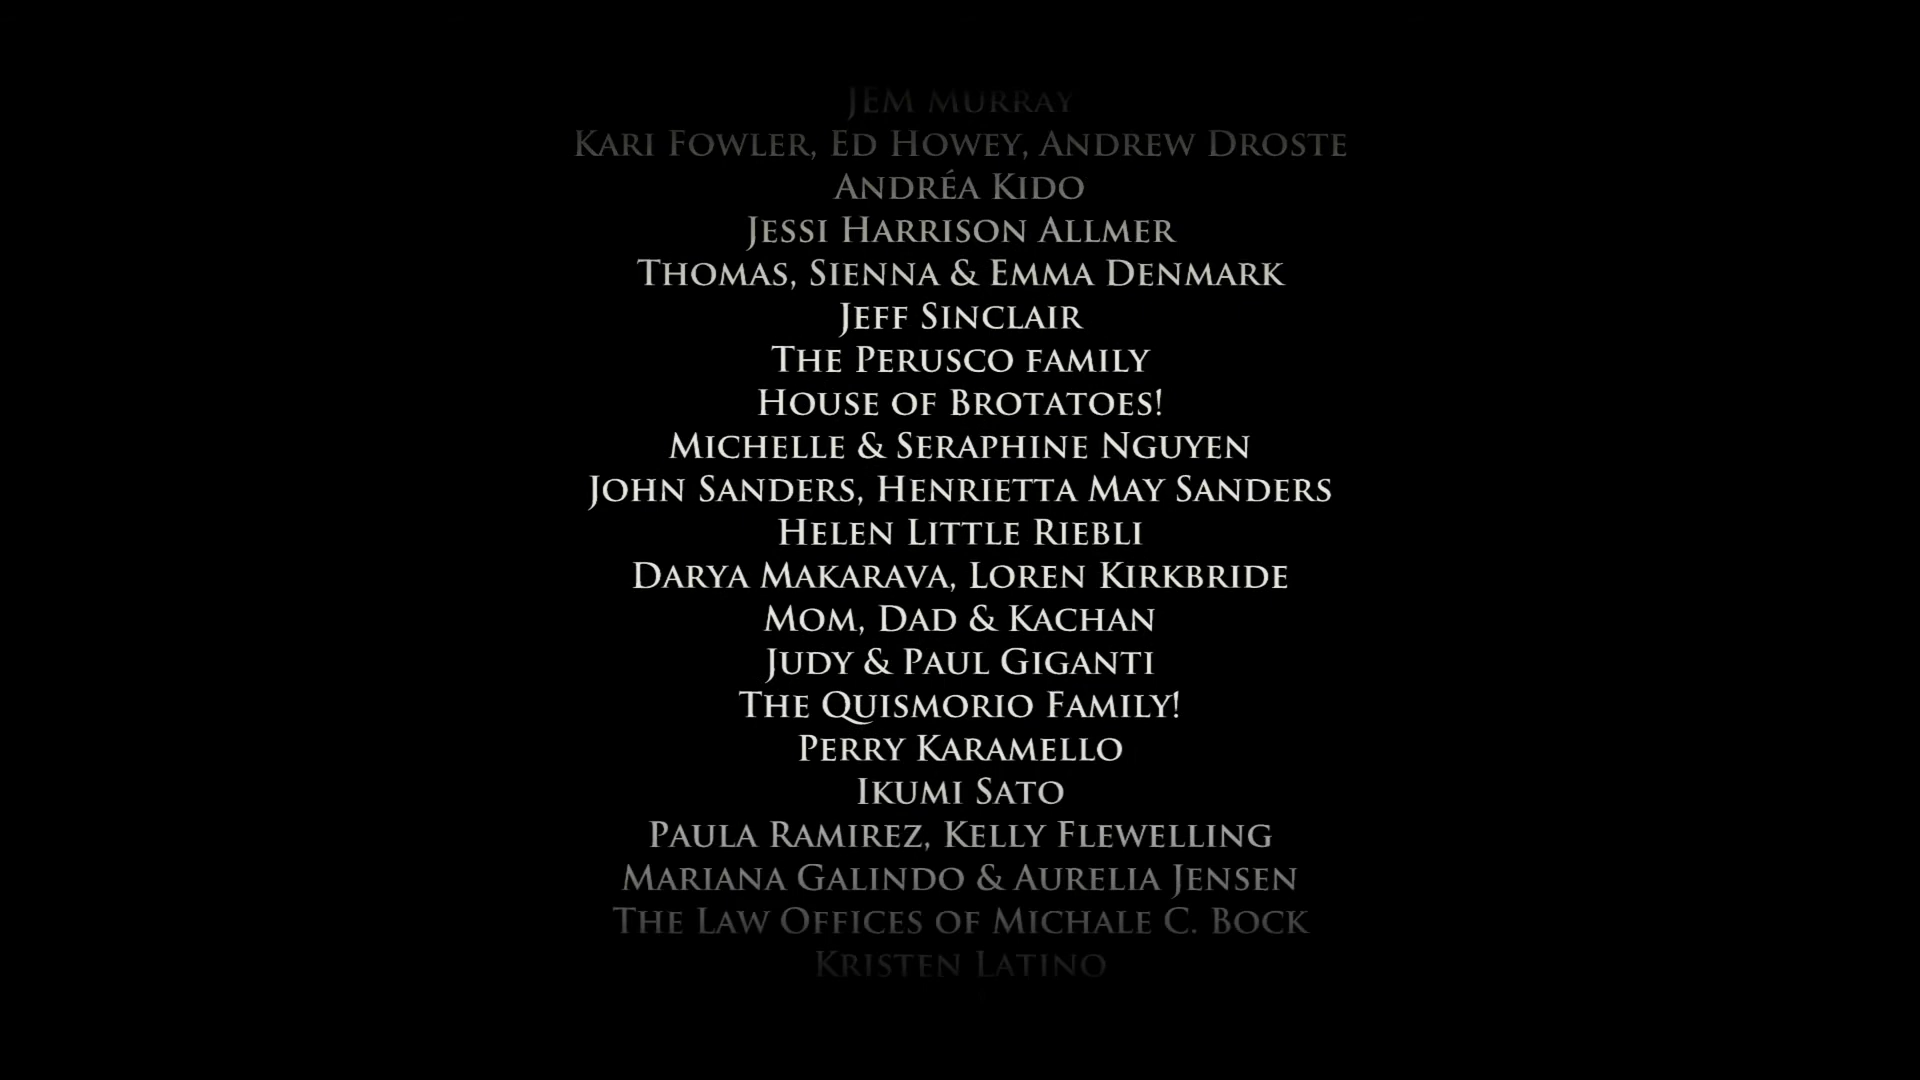 Jem Murray
Kari Fowler, Ed Howey, Andrew Droste
Andréa Kido
Jessi Harrison Allmer
Thomas, Sienna & Emma Denmark
Jeff Sinclair
The Perusco family
House of Brotatoes!
Michelle & Seraphine Nguyen
John Sanders, Henrietta May Sanders
Helen Little Riebli
Darya Makarava, Loren Kirkbride
Mom, Dad & Kachan
Judy & Paul Giganti
The Quismorio Family!
Perry Karamello
Ikumi Sato
Paula Ramirez, Kelly Flewelling
Mariana Galindo & Aurelia Jensen
The Law Offices of Michale C. Bock
Kristen Latino